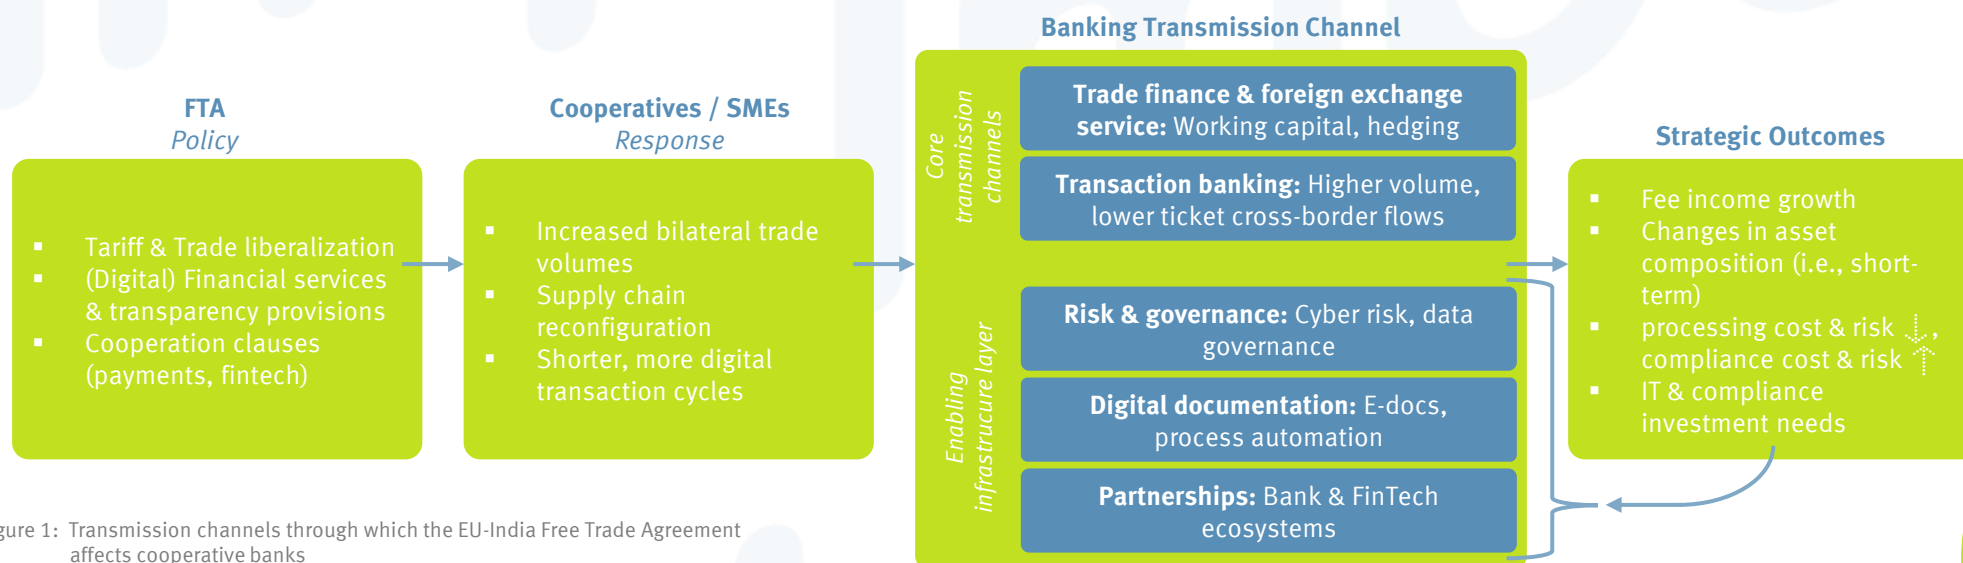 FTA
Policy
Tariff & Trade liberalization
(Digital) Financial services
& transparency provisions
Cooperation clauses
(payments, fintech)
Cooperatives / SMEs
Response
Increased bilateral trade
volumes
Supply chain
reconfiguration
Shorter, more digital
transaction cycles
Banking Transmission Channel
Core
transmission
channels
Trade finance & foreign exchange
service: Working capital, hedging
Transaction banking: Higher volume,
lower ticket cross-border flows
Enabling
infrastrucure layer
Risk & governance: Cyber risk, data
governance
Digital documentation: E-docs,
process automation
Partnerships: Bank & FinTech
ecosystems
Strategic Outcomes
Fee income growth
Changes in asset
composition (i.e., short-
term)
processing cost & risk ↓,
compliance cost & risk ↑
IT & compliance
investment needs
gure 1: Transmission channels through which the EU-India Free Trade Agreement
affects cooperative banks